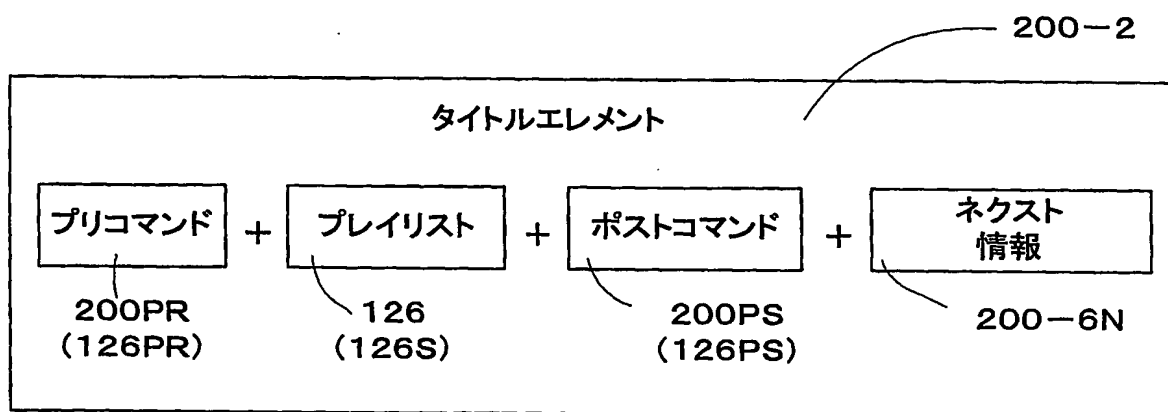 200－2
タイトルエレメント
プリコマンド + プレイリスト + ポストコマンド + ネクスト
情報
200PR 126 200PS 200－6N
(126PR) (126S) (126PS)